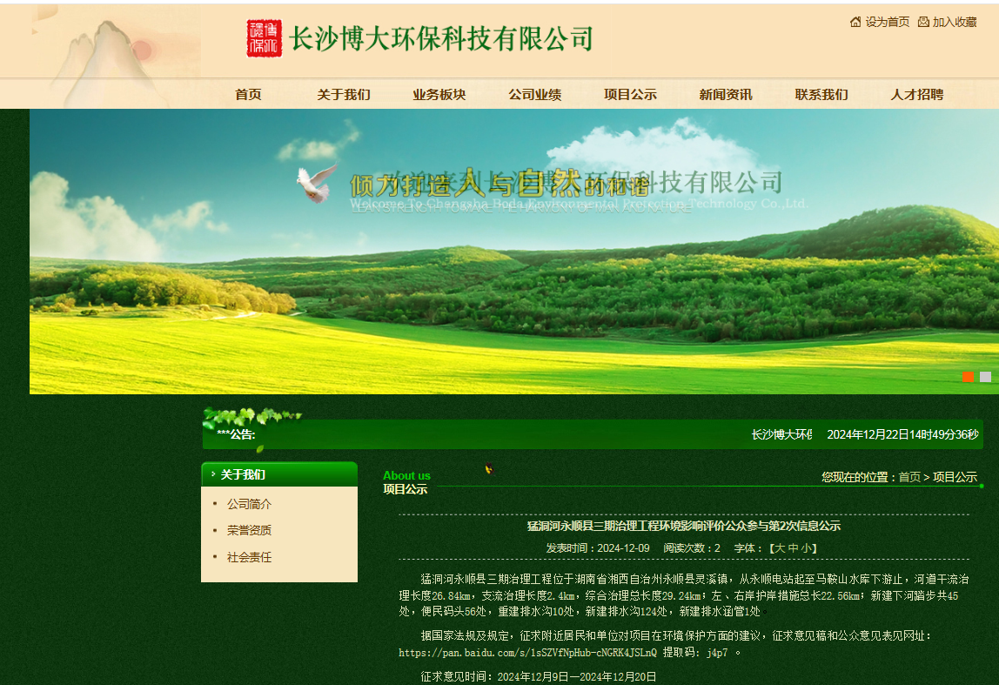 设为首页 加入收藏
环保 博大
长沙博大环保科技有限公司
首页 关于我们 业务板块 公司业绩 项目公示 新闻资讯 联系我们 人才招聘
倾力打造人与自然的和谐
Welcome To Changsha Boda Environmental Protection Technology Co.,Ltd.
***公告:
长沙博大环保 2024年12月22日14时49分36秒
关于我们
公司简介
荣誉资质
社会责任
About us
项目公示
您现在的位置：首页 > 项目公示
猛洞河永顺县三期治理工程环境影响评价公众参与第2次信息公示
发表时间：2024-12-09 阅读次数：2 字体：【大 中 小】
猛洞河永顺县三期治理工程位于湖南省湘西自治州永顺县灵溪镇，从永顺电站起至马鞍山水库下游止，河道干流治
理长度26.84km，支流治理长度2.4km，综合治理总长度29.24km；左、右岸护岸措施总长22.56km；新建下河踏步共45
处，便民码头56处，重建排水沟10处，新建排水沟124处，新建排水涵管1处
据国家法规及规定，征求附近居民和单位对项目在环境保护方面的建议，征求意见稿和公众意见表见网址：
https://pan.baidu.com/s/1sSZVfNpHub-cNGRK4JSLnQ 提取码: j4p7 。
征求意见时间：2024年12月9日—2024年12月20日